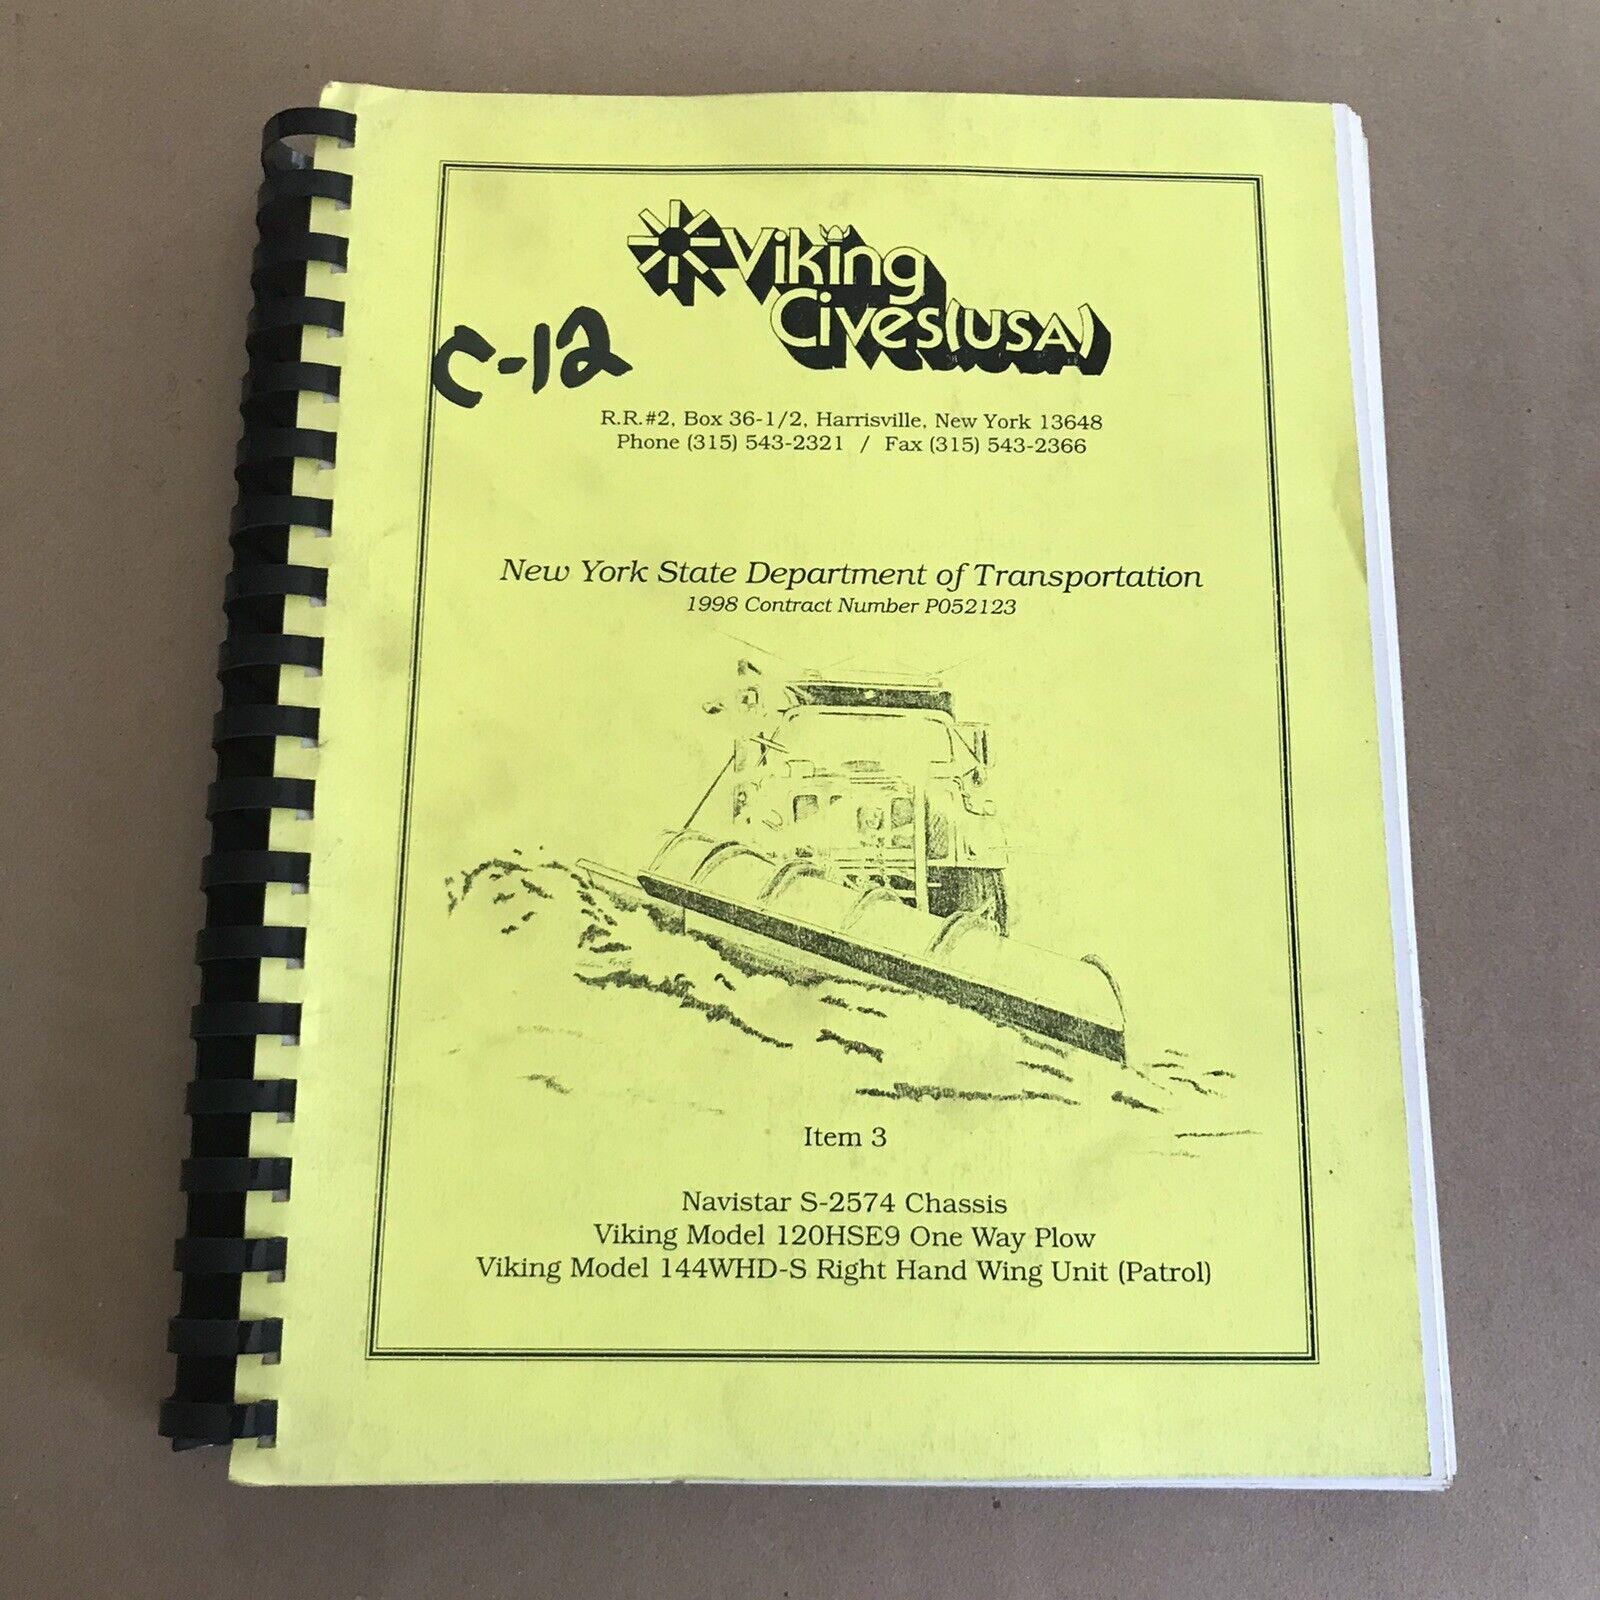 Viking
Cives(USA)
C-12
R.R.#2, Box 36-1/2, Harrisville, New York 13648
Phone (315) 543-2321 / Fax (315) 543-2366
New York State Department of Transportation
1998 Contract Number P052123
Item 3
Navistar S-2574 Chassis
Viking Model 120HSE9 One Way Plow
Viking Model 144WHD-S Right Hand Wing Unit (Patrol)